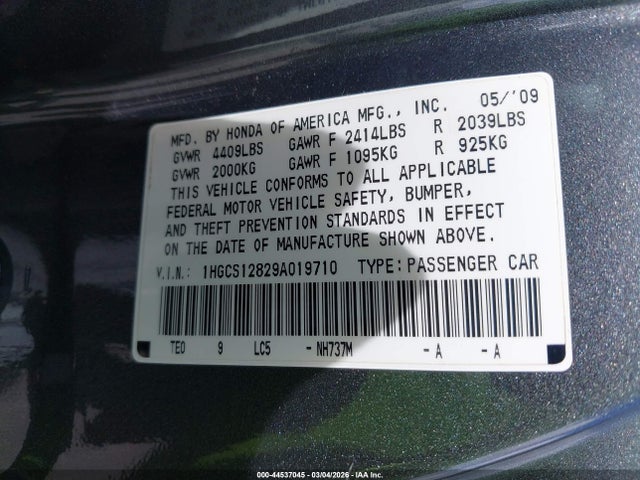 MFD. BY HONDA OF AMERICA MFG., INC. 05/'09
GVWR 4409LBS GAWR F 2414LBS R 2039LBS
GVWR 2000KG GAWR F 1095KG R 925KG
THIS VEHICLE CONFORMS TO ALL APPLICABLE
FEDERAL MOTOR VEHICLE SAFETY, BUMPER,
AND THEFT PREVENTION STANDARDS IN EFFECT
ON THE DATE OF MANUFACTURE SHOWN ABOVE.
V.I.N.: 1HGCS12829A019710 TYPE: PASSENGER CAR
TE0 9 LC5 -NH737M -A -A
000-44537045 - 03/04/2026 - IAA Inc.